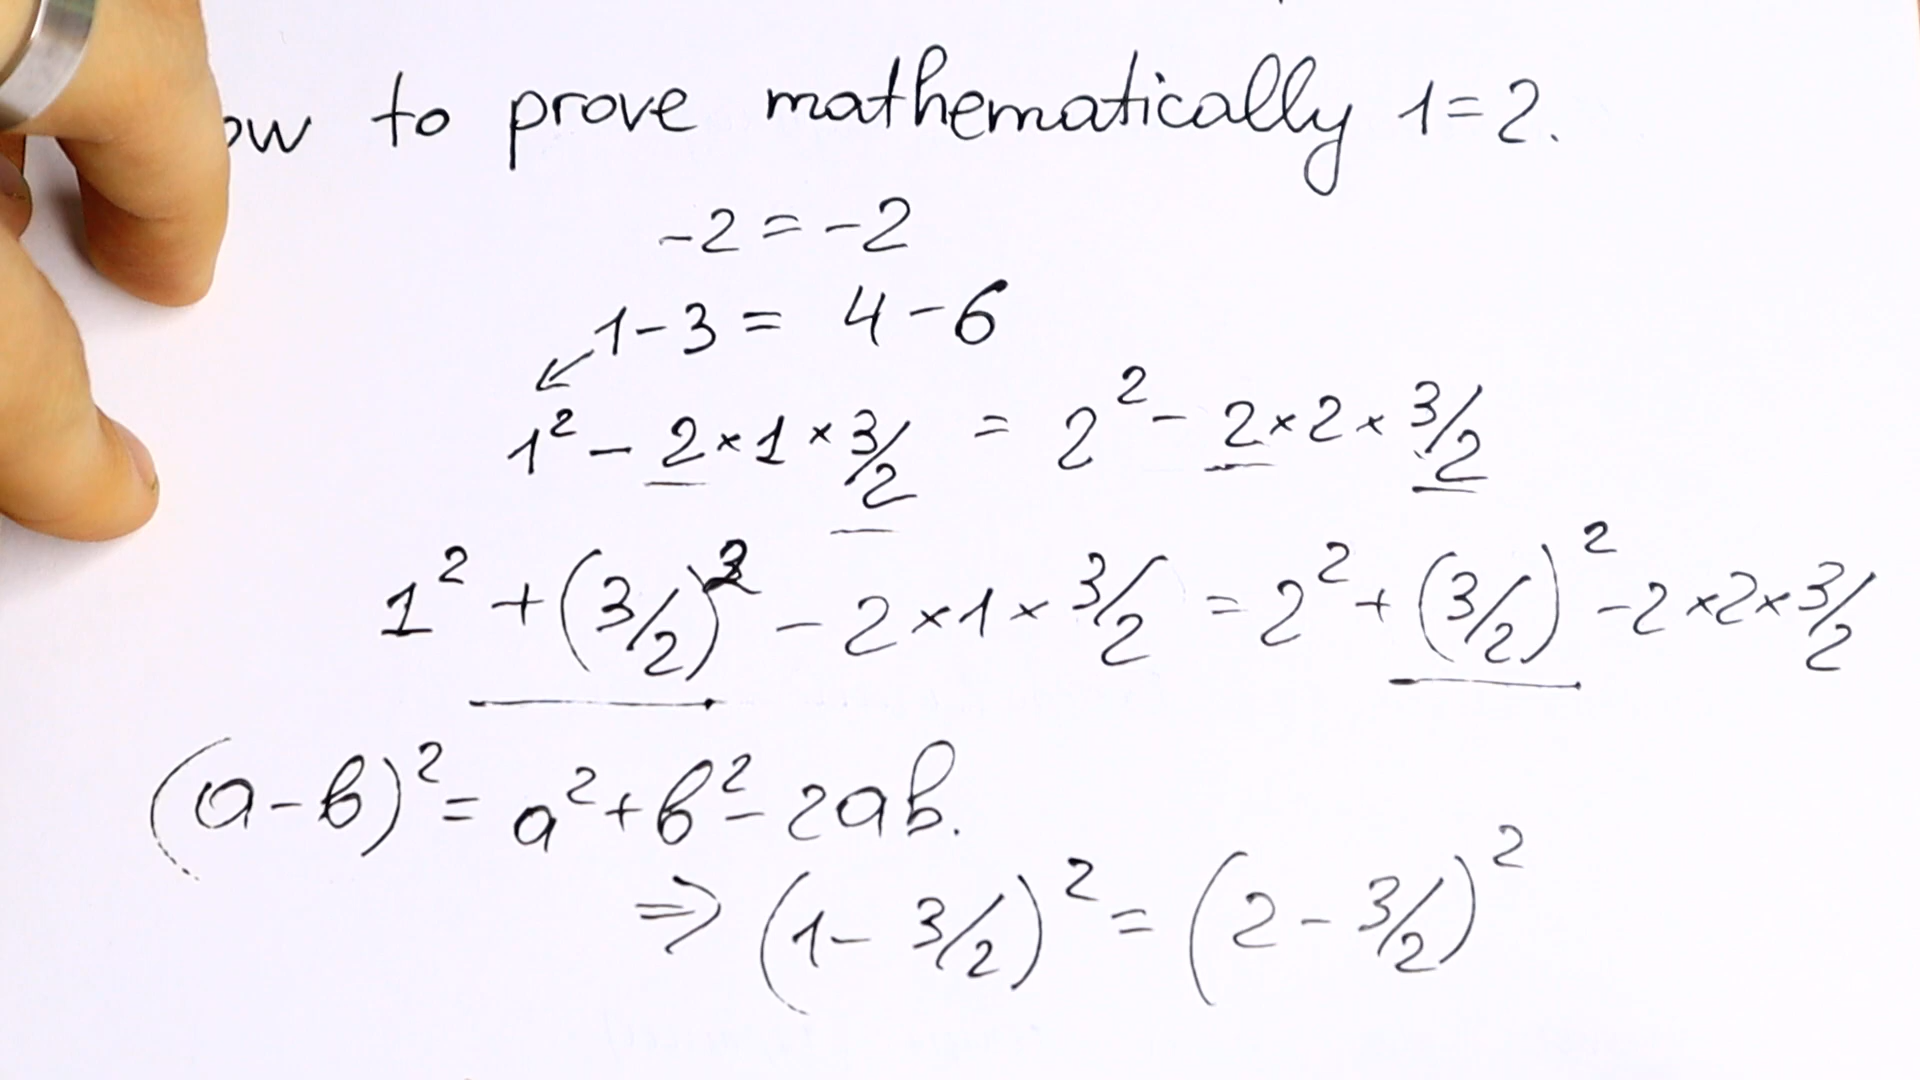 ow to prove mathematically 1=2.
-2 = -2
1-3 = 4-6
1² - 2×1×3/2 = 2² - 2×2×3/2
1² + (3/2)² - 2×1×3/2 = 2² + (3/2)² - 2×2×3/2
(a-b)² = a² + b² - 2ab.
⇒ (1 - 3/2)² = (2 - 3/2)²